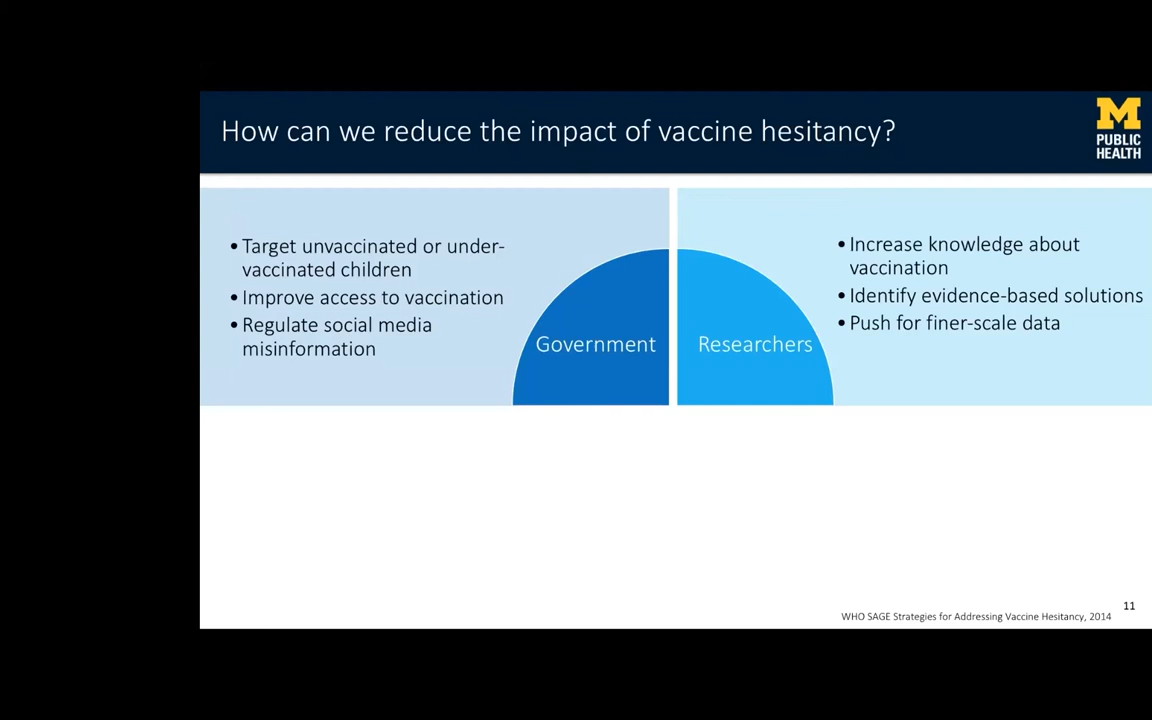 How can we reduce the impact of vaccine hesitancy?
M
PUBLIC
HEALTH
• Target unvaccinated or under-
vaccinated children
• Improve access to vaccination
• Regulate social media
misinformation
Government
Researchers
• Increase knowledge about
vaccination
• Identify evidence-based solutions
• Push for finer-scale data
11
WHO SAGE Strategies for Addressing Vaccine Hesitancy, 2014